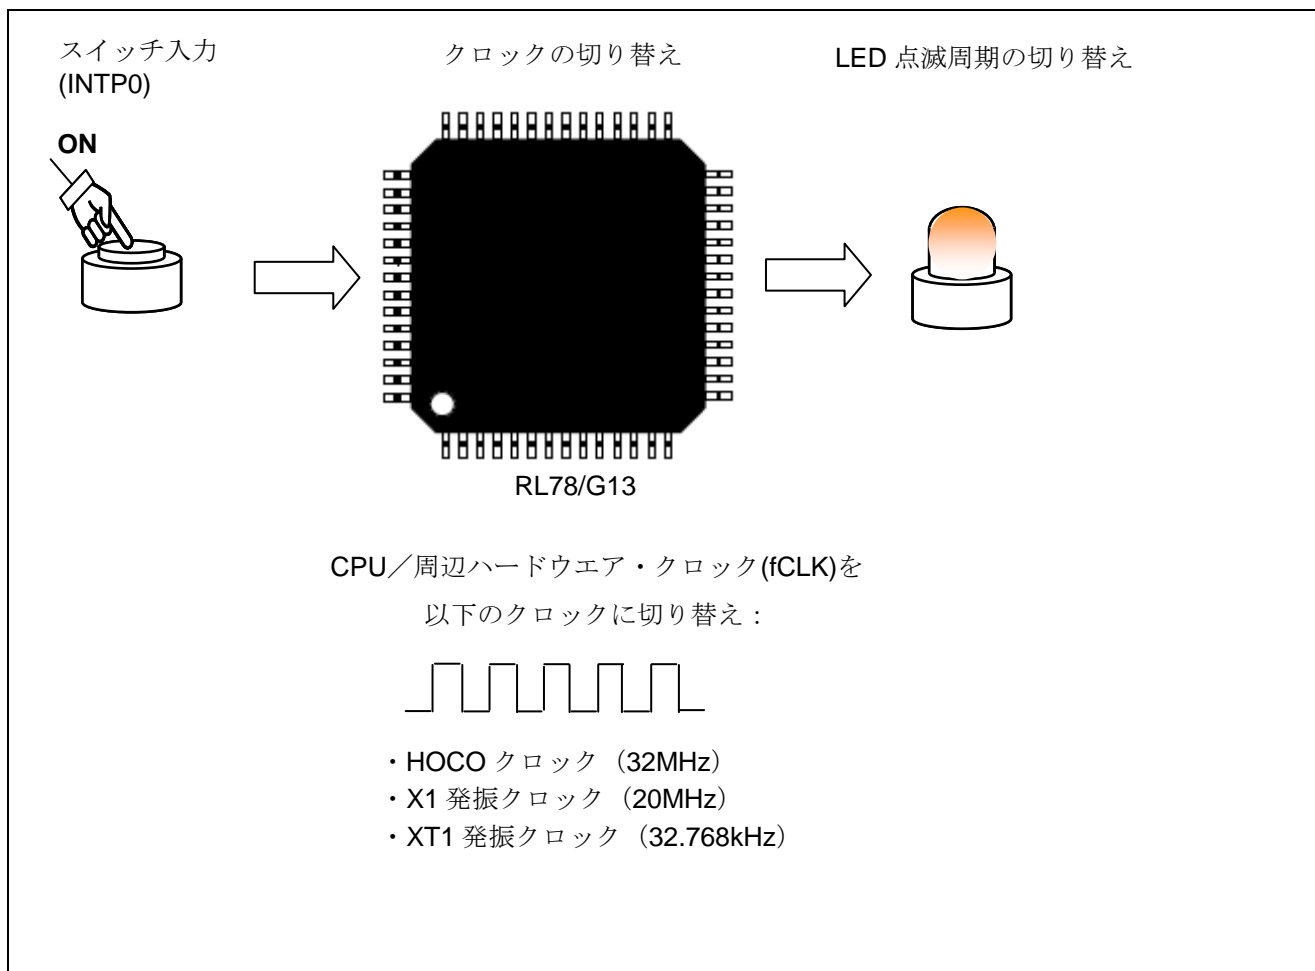 スイッチ入力
(INTP0)
クロックの切り替え
LED 点滅周期の切り替え
ON
RL78/G13
CPU／周辺ハードウエア・クロック(fCLK)を
以下のクロックに切り替え：
・HOCO クロック（32MHz）
・X1 発振クロック（20MHz）
・XT1 発振クロック（32.768kHz）